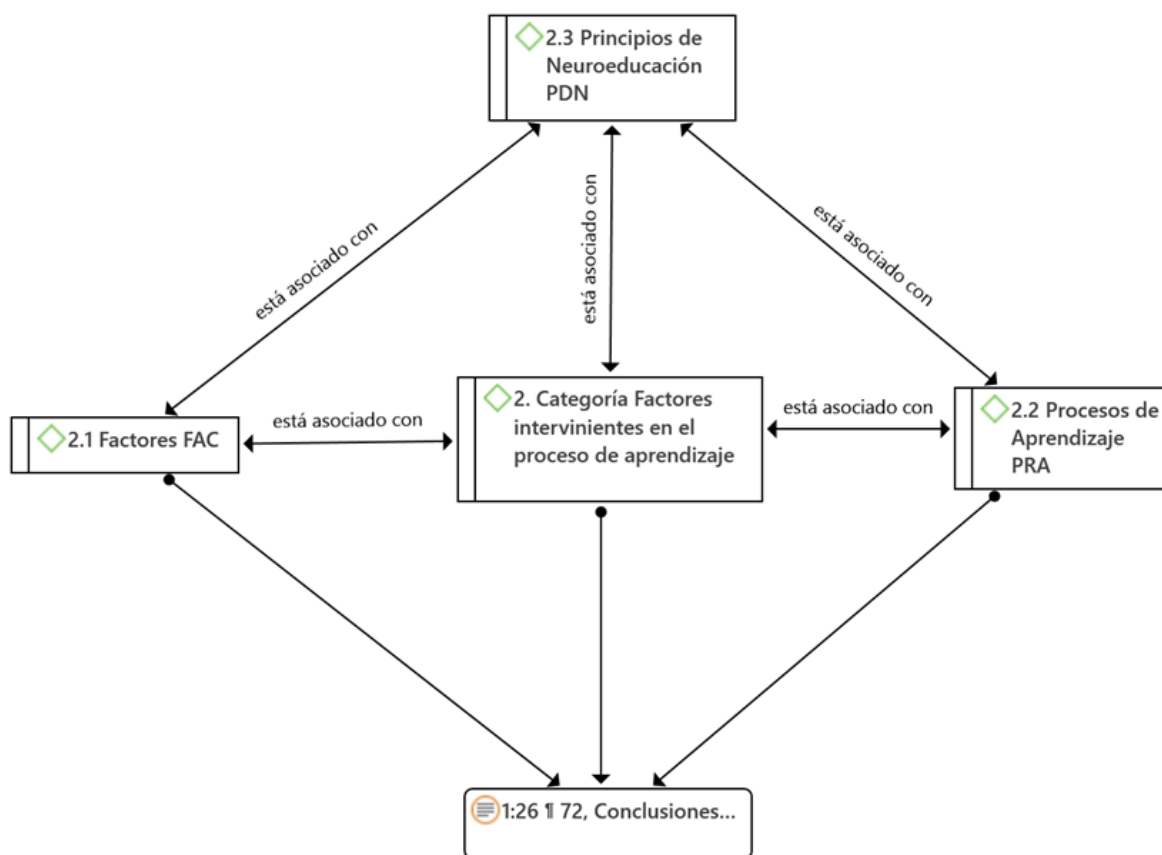 2.3 Principios de
Neuroeducación
PDN
está asociado con
está asociado con
está asociado con
2.1 Factores FAC
está asociado con
2. Categoría Factores
intervinientes en el
proceso de aprendizaje
está asociado con
2.2 Procesos de
Aprendizaje
PRA
1:26 ¶ 72, Conclusiones...